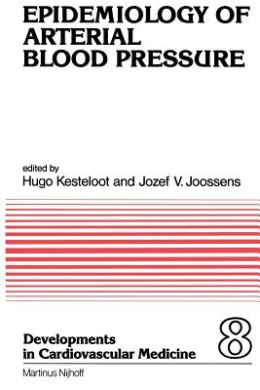 EPIDEMIOLOGY OF
ARTERIAL
BLOOD PRESSURE
edited by
Hugo Kesteloot and Jozef V. Joossens
Developments
in Cardiovascular Medicine
8
Martinus Nijhoff